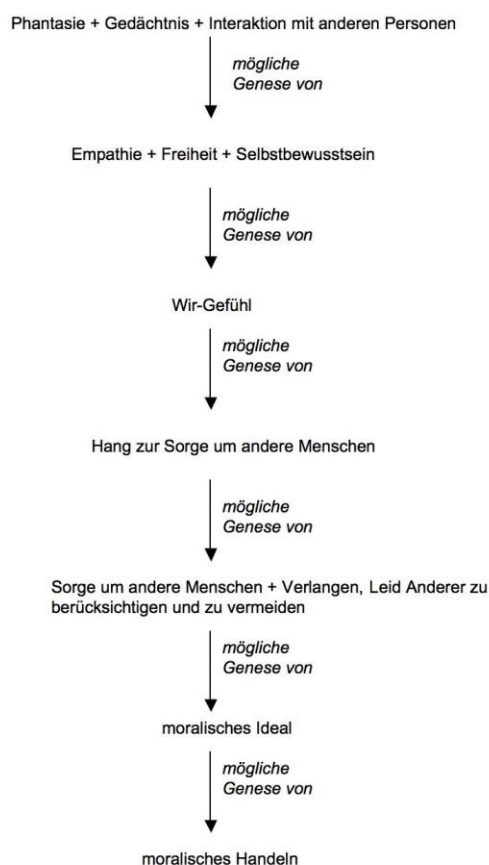 Phantasie + Gedächtnis + Interaktion mit anderen Personen
mögliche
Genese von
Empathie + Freiheit + Selbstbewusstsein
mögliche
Genese von
Wir-Gefühl
mögliche
Genese von
Hang zur Sorge um andere Menschen
mögliche
Genese von
Sorge um andere Menschen + Verlangen, Leid Anderer zu
berücksichtigen und zu vermeiden
mögliche
Genese von
moralisches Ideal
mögliche
Genese von
moralisches Handeln